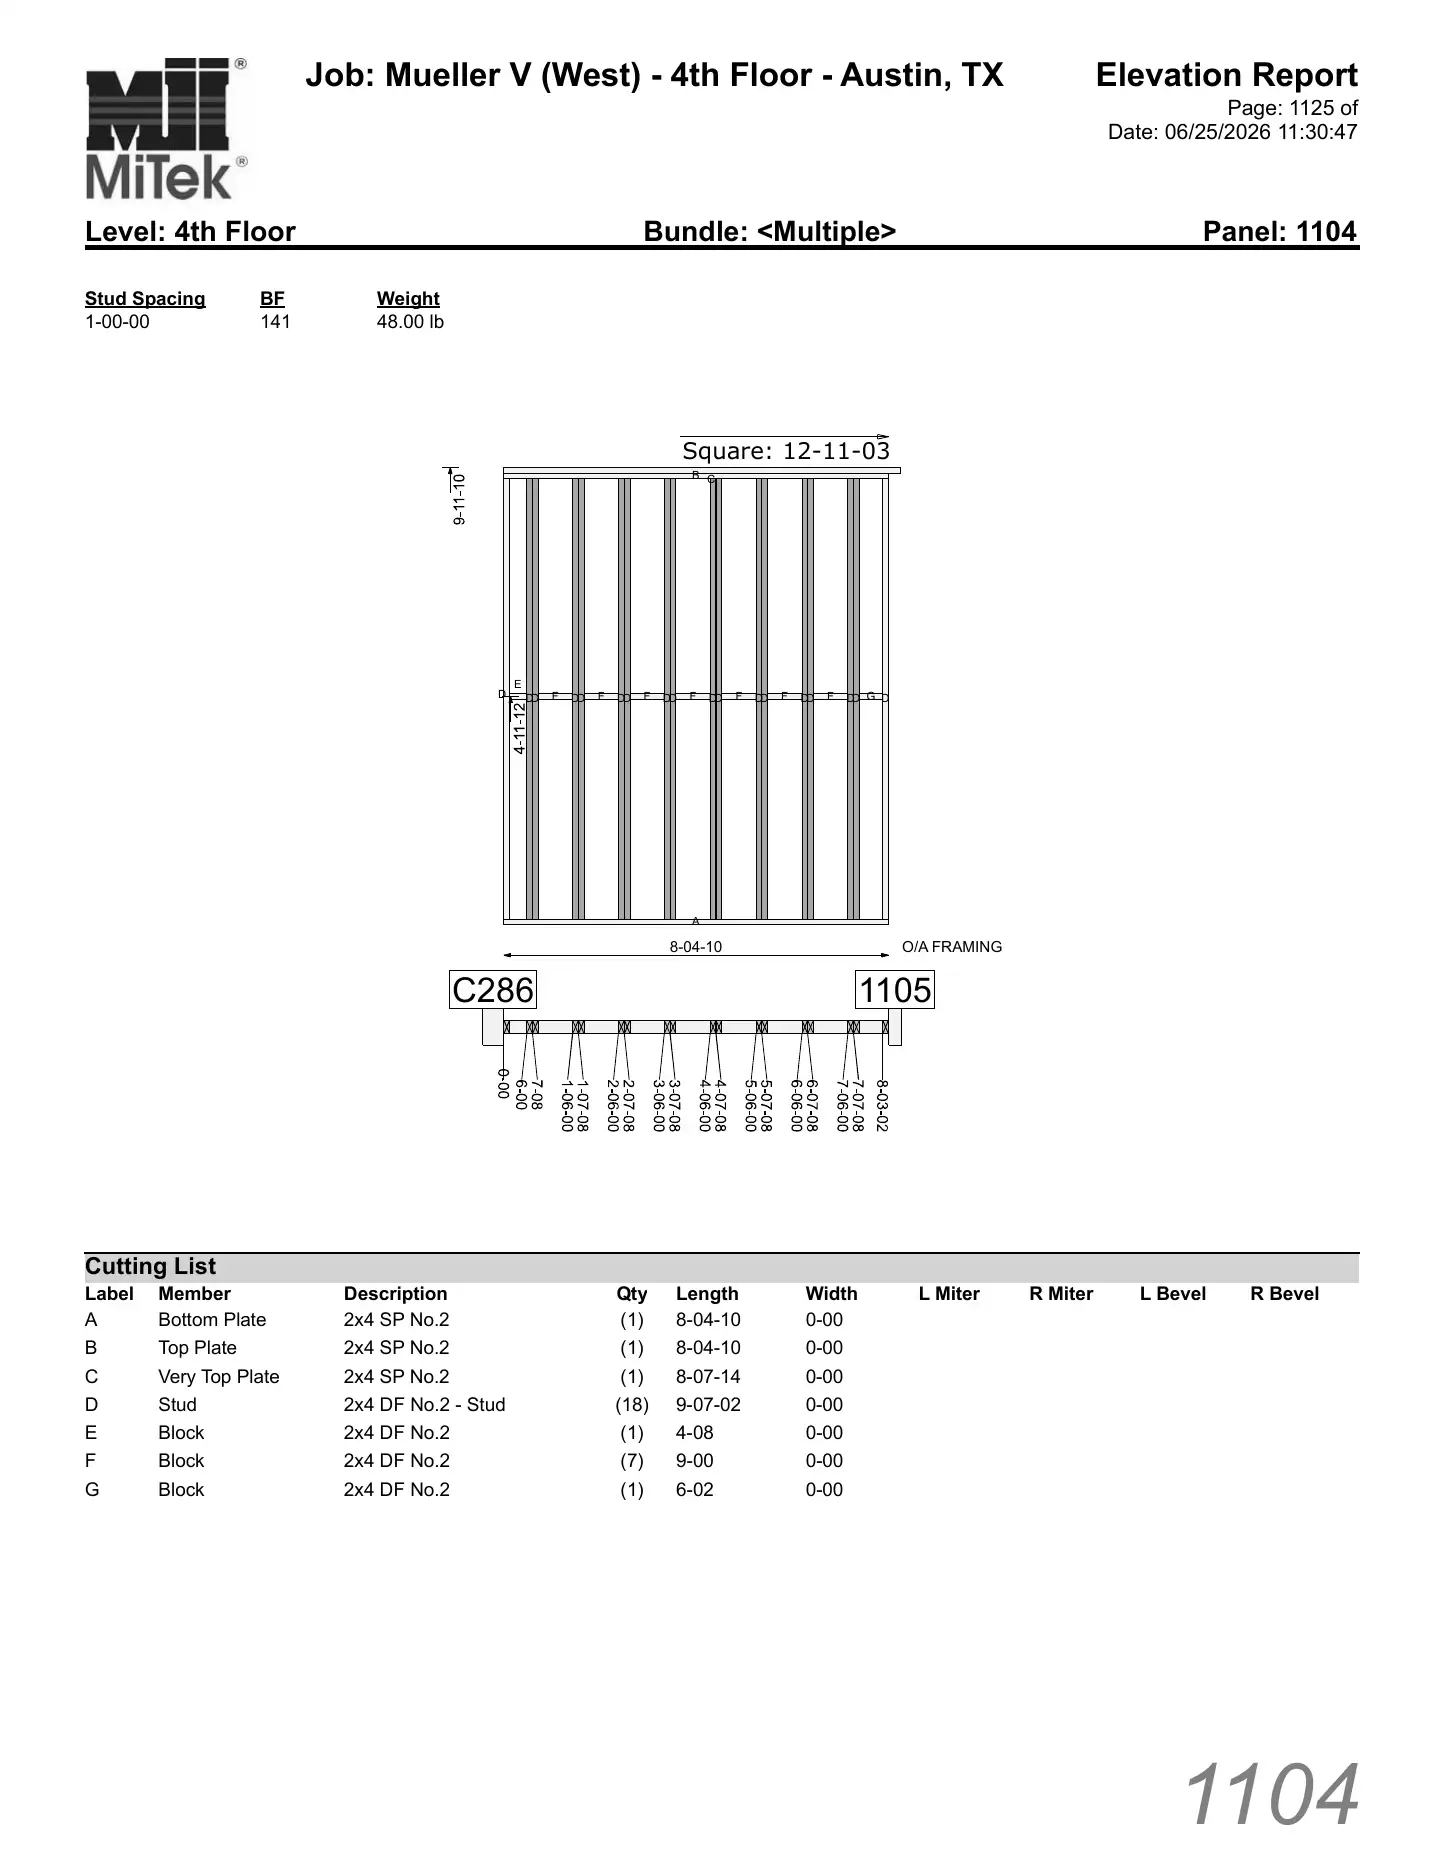 Job: Mueller V (West) - 4th Floor - Austin, TX
Elevation Report
Page: 1125 of
Date: 06/25/2026 11:30:47
MiTek ®
®
Level: 4th Floor Bundle: <Multiple> Panel: 1104
Stud Spacing BF Weight
1-00-00 141 48.00 lb
Square: 12-11-03
B C
9-11-10
E
D D D F D D F D D F D D F D D F D D F D D F D D G D
4-11-12
A
8-04-10 O/A FRAMING
C286 1105
0-00 6-00 7-08 1-06-00 1-07-08 2-06-00 2-07-08 3-06-00 3-07-08 4-06-00 4-07-08 5-06-00 5-07-08 6-06-00 6-07-08 7-06-00 7-07-08 8-03-02
Cutting List
Label Member Description Qty Length Width L Miter R Miter L Bevel R Bevel
A Bottom Plate 2x4 SP No.2 (1) 8-04-10 0-00
B Top Plate 2x4 SP No.2 (1) 8-04-10 0-00
C Very Top Plate 2x4 SP No.2 (1) 8-07-14 0-00
D Stud 2x4 DF No.2 - Stud (18) 9-07-02 0-00
E Block 2x4 DF No.2 (1) 4-08 0-00
F Block 2x4 DF No.2 (7) 9-00 0-00
G Block 2x4 DF No.2 (1) 6-02 0-00
1104